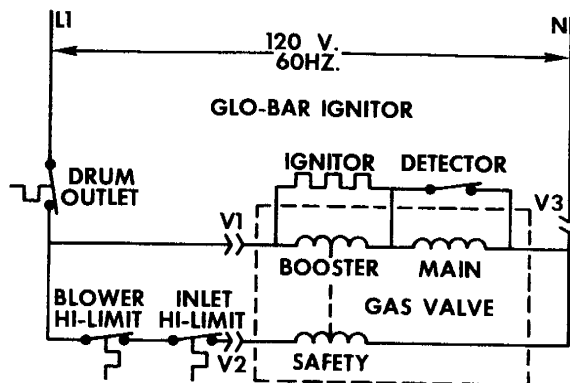 L1
N
120 V.
60HZ.
GLO-BAR IGNITOR
IGNITOR
DETECTOR
DRUM
OUTLET
V1
V3
BOOSTER
MAIN
BLOWER
HI-LIMIT
INLET
HI-LIMIT
GAS VALVE
V2
SAFETY